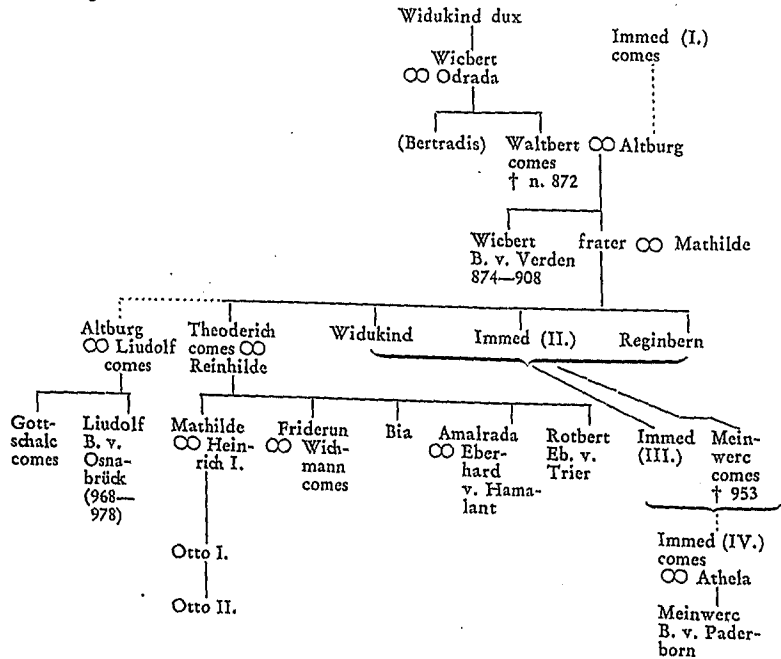 Widukind dux
Immed (I.)
comes
Wicbert
∞ Odrada
(Bertradis)
Waltbert ∞ Altburg
comes
† n. 872
Wicbert
B. v. Verden
874—908
frater ∞ Mathilde
Altburg
∞ Liudolf
comes
Theoderich
comes ∞
Reinhilde
Widukind
Immed (II.)
Reginbern
Gott-
schalc
comes
Liudolf
B. v.
Osna-
brück
(968—
978)
Mathilde
∞ Hein-
rich I.
Friderun
∞ Wich-
mann
comes
Bia
Amalrada
∞ Eber-
hard
v. Hama-
lant
Rotbert
Eb. v.
Trier
Immed
(III.)
Mein-
werc
comes
† 953
Otto I.
Otto II.
Immed (IV.)
comes
∞ Athela
Meinwerc
B. v. Pader-
born